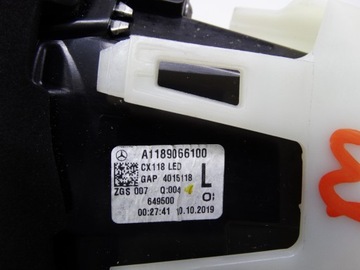 A1189066100
CX118 LED
GAP 4015118
L
ZGS 007 Q:004
649500
00:27:41 10.10.2019